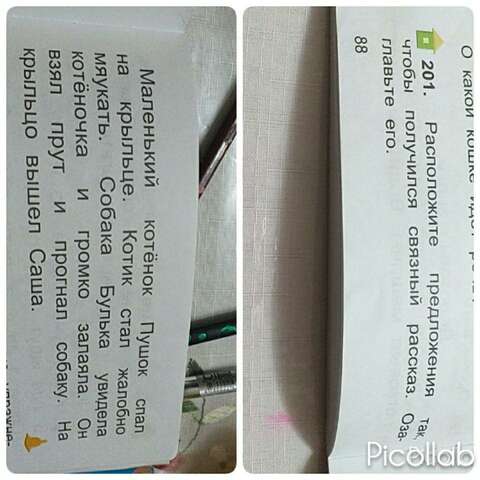 О какой кошке идёт речь?
201. Расположите предложения так,
чтобы получился связный рассказ. Оза-
главьте его.
88
Маленький котёнок Пушок спал
на крыльце. Котик стал жалобно
мяукать. Собака Булька увидела
котёночка и громко залаяла. Он
взял прут и прогнал собаку. На
крыльцо вышел Саша.
Picollab